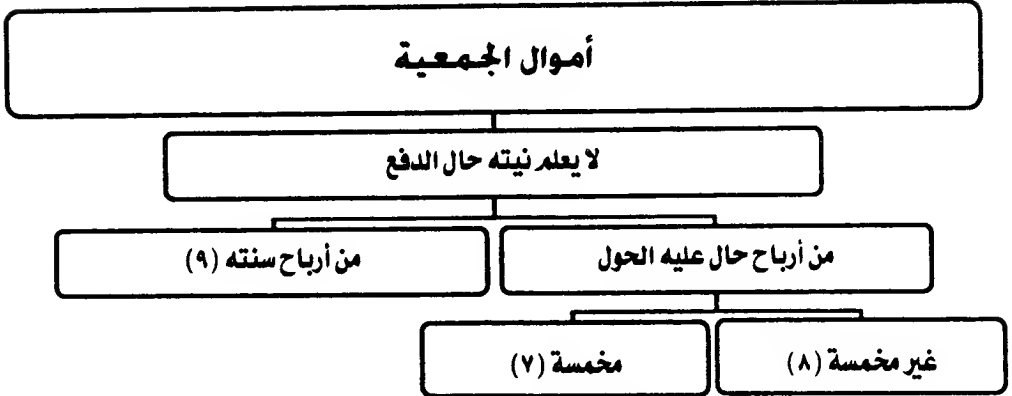 أموال الجمعية
لا يعلم نيته حال الدفع
من أرباح حال عليه الحول
من أرباح سنته (٩)
غير مخمسة (٨)
مخمسة (٧)